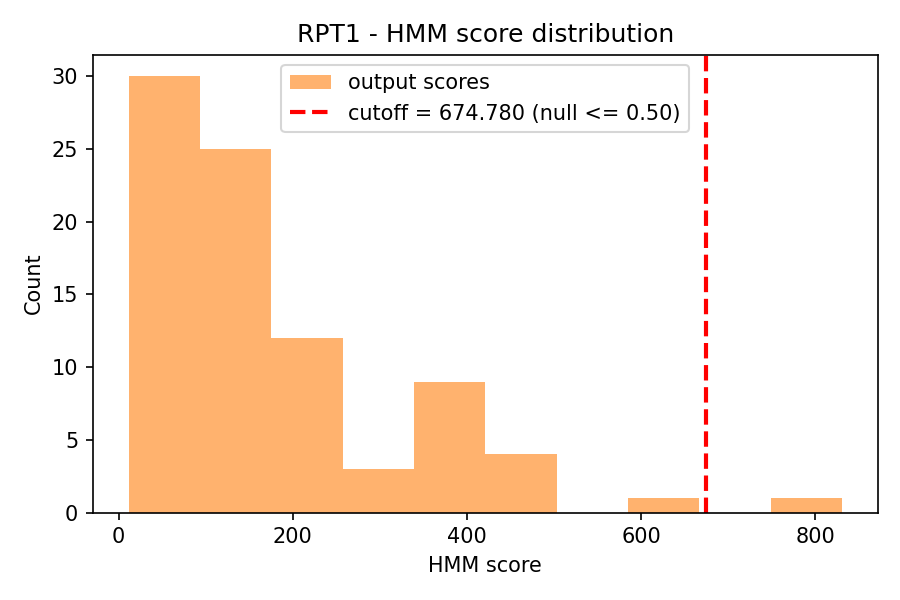 RPT1 - HMM score distribution
output scores
cutoff = 674.780 (null <= 0.50)
30
25
20
15
10
5
0
Count
0 200 400 600 800
HMM score